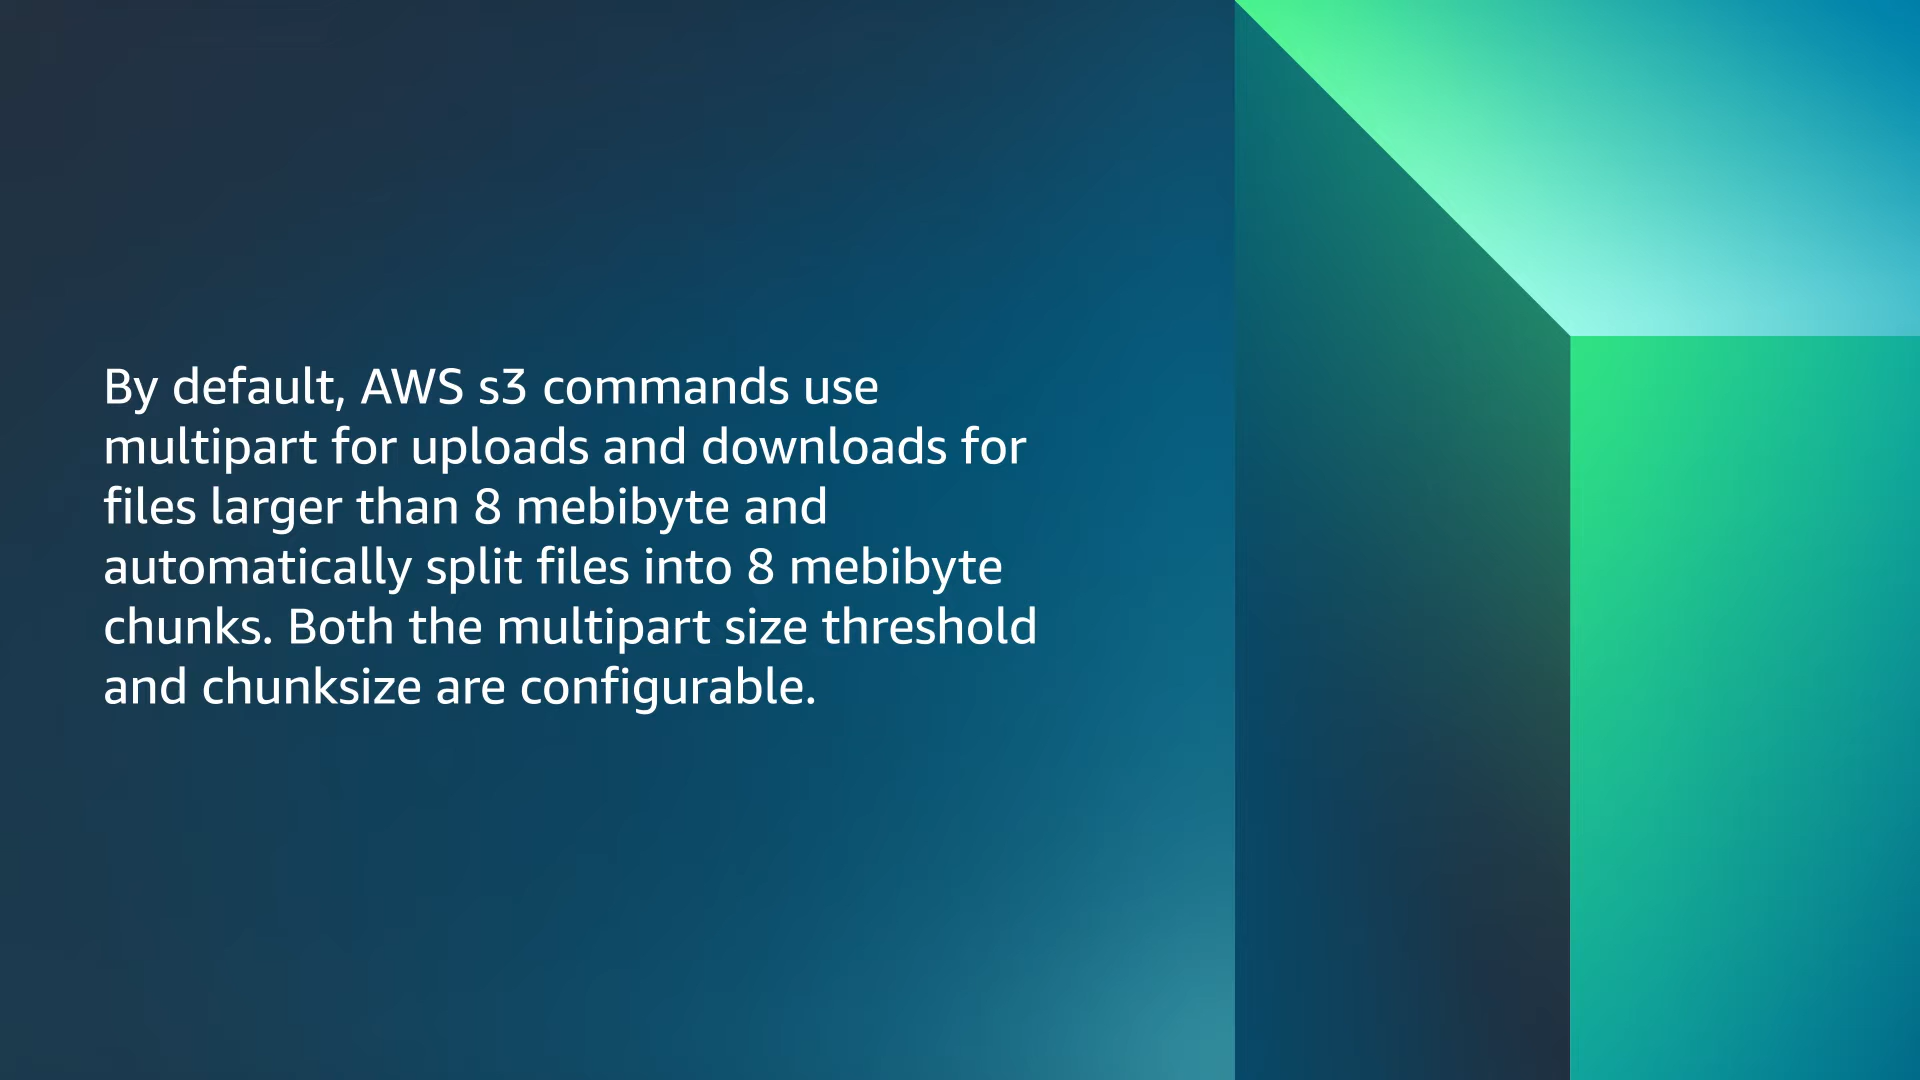 By default, AWS s3 commands use
multipart for uploads and downloads for
files larger than 8 mebibyte and
automatically split files into 8 mebibyte
chunks. Both the multipart size threshold
and chunksize are configurable.